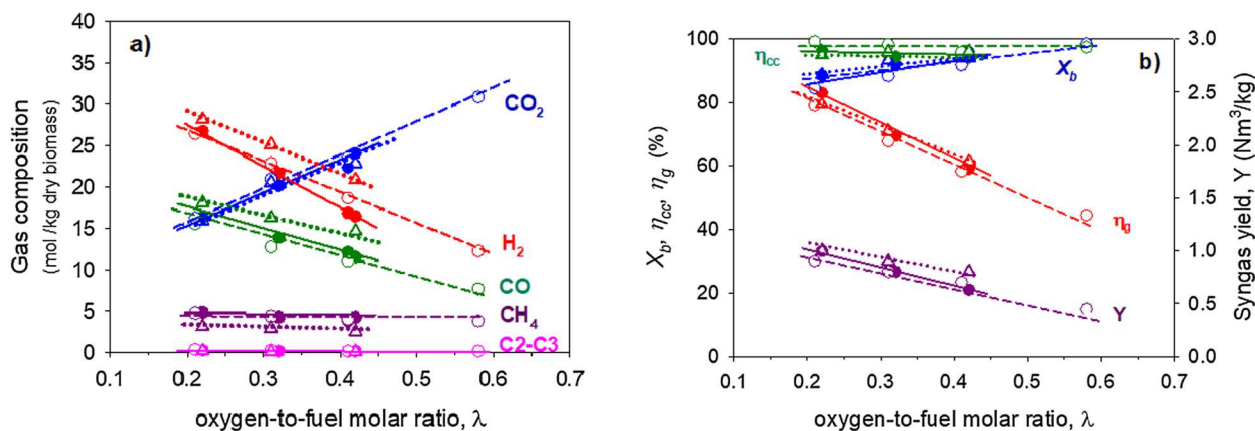 a)
Gas composition
(mol /kg dry biomass)
40
35
30
25
20
15
10
5
0
CO2
H2
CO
CH4
C2-C3
0.1 0.2 0.3 0.4 0.5 0.6 0.7
oxygen-to-fuel molar ratio, λ
b)
Xb, ηcc, ηg (%)
100
80
60
40
20
0
ηcc
Xb
ηg
Y
3.0
2.5
2.0
1.5
1.0
0.5
0.0
Syngas yield, Y (Nm³/kg)
0.1 0.2 0.3 0.4 0.5 0.6 0.7
oxygen-to-fuel molar ratio, λ